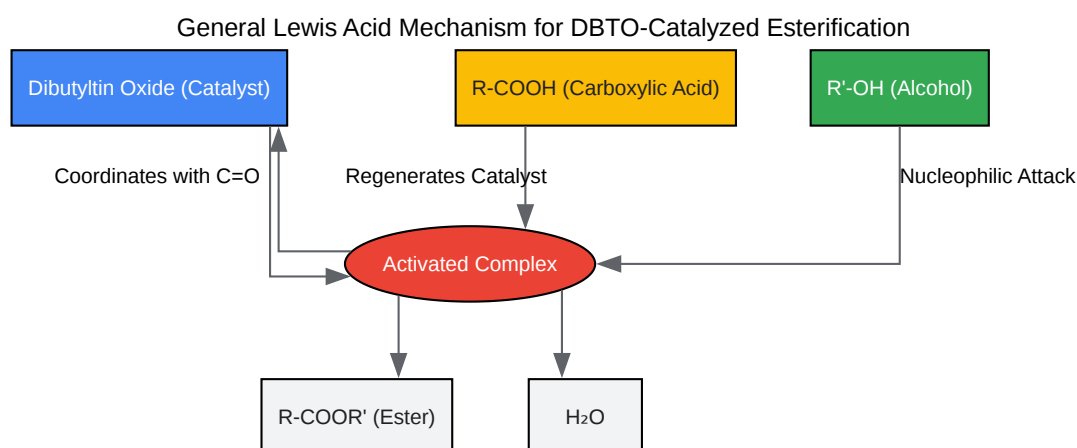 General Lewis Acid Mechanism for DBTO-Catalyzed Esterification
Dibutyltin Oxide (Catalyst)
R-COOH (Carboxylic Acid)
R'-OH (Alcohol)
Coordinates with C=O
Regenerates Catalyst
Nucleophilic Attack
Activated Complex
R-COOR' (Ester)
H₂O